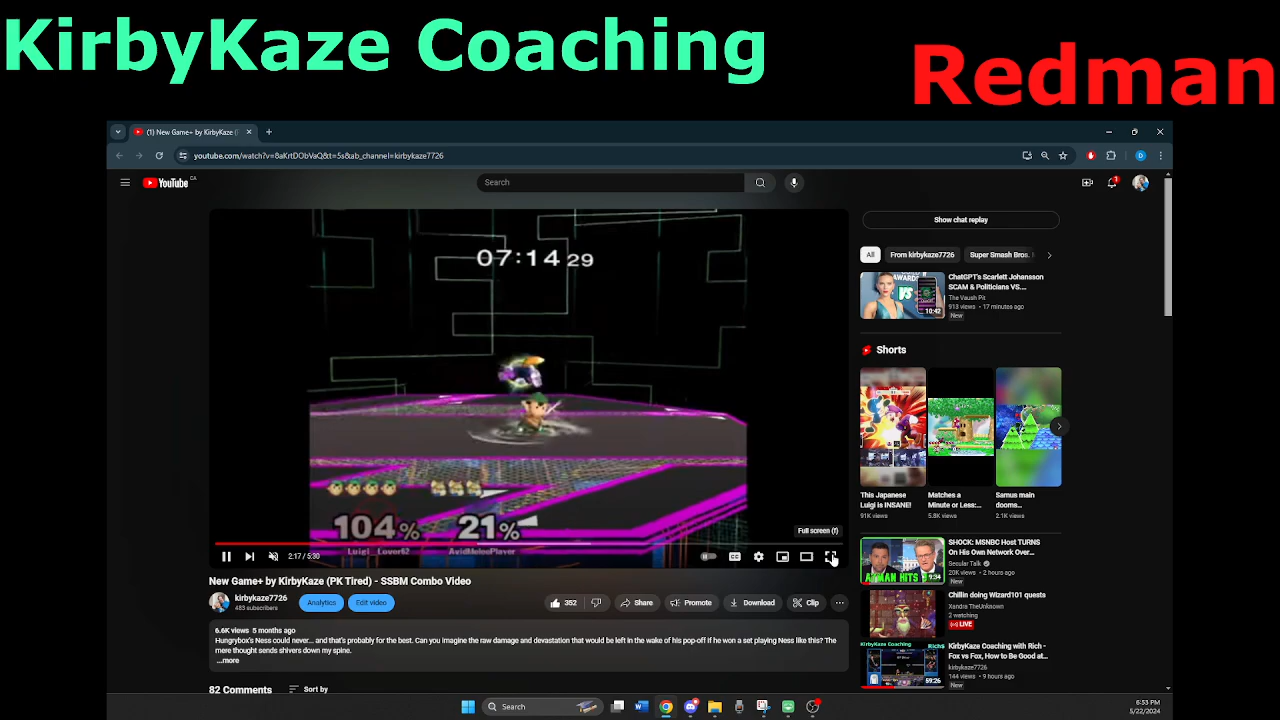 KirbyKaze Coaching
Redman
(1) New Game+ by KirbyKaze (P
youtube.com/watch?v=8aKrtDObVaQ&t=5s&ab_channel=kirbykaze7726
YouTube CA
Search
Show chat replay
All
From kirbykaze7726
Super Smash Bros.
07:14 29
104%
21%
Luigi_Lover62
AvidMeleePlayer
Full screen (f)
2:17 / 5:30
New Game+ by KirbyKaze (PK Tired) - SSBM Combo Video
kirbykaze7726
483 subscribers
Analytics
Edit video
352
Share
Promote
Download
Clip
6.6K views 5 months ago
Hungrybox's Ness could never... and that's probably for the best. Can you imagine the raw damage and devastation that would be left in the wake of his pop-off if he won a set playing Ness like this? The
mere thought sends shivers down my spine.
...more
82 Comments
Sort by
ChatGPT's Scarlett Johansson
SCAM & Politicians VS....
The Vaush Pit
913 views • 17 minutes ago
New
VS
10:42
Shorts
This Japanese
Luigi is INSANE!
91K views
Matches a
Minute or Less:...
5.8K views
Samus main
dooms...
2.1K views
SHOCK: MSNBC Host TURNS
On His Own Network Over...
Secular Talk
20K views • 2 hours ago
New
9:34
Chillin doing Wizard101 quests
Xandra TheUnknown
2 watching
LIVE
KirbyKaze Coaching with Rich -
Fox vs Fox, How to Be Good at...
kirbykaze7726
144 views • 9 hours ago
New
KirbyKaze Coaching
Rich$
59:26
Search
6:53 PM
5/22/2024